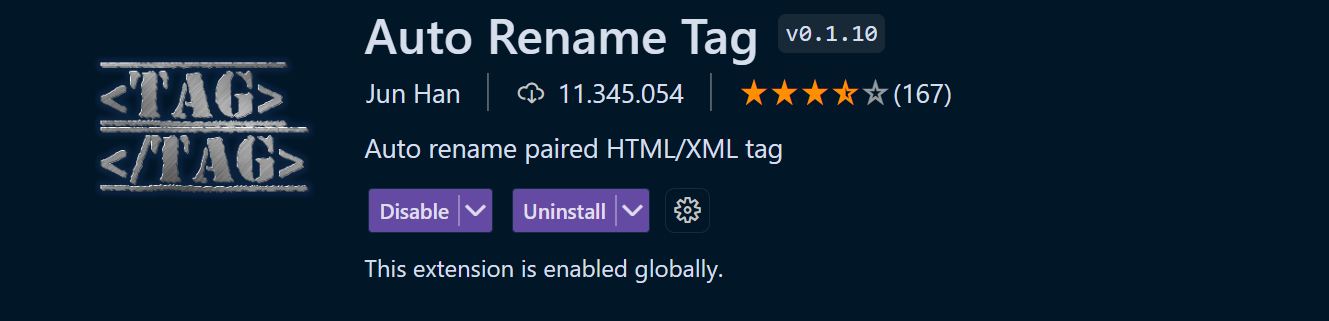 <TAG>
</TAG>
Auto Rename Tag v0.1.10
Jun Han 11.345.054 (167)
Auto rename paired HTML/XML tag
Disable Uninstall
This extension is enabled globally.